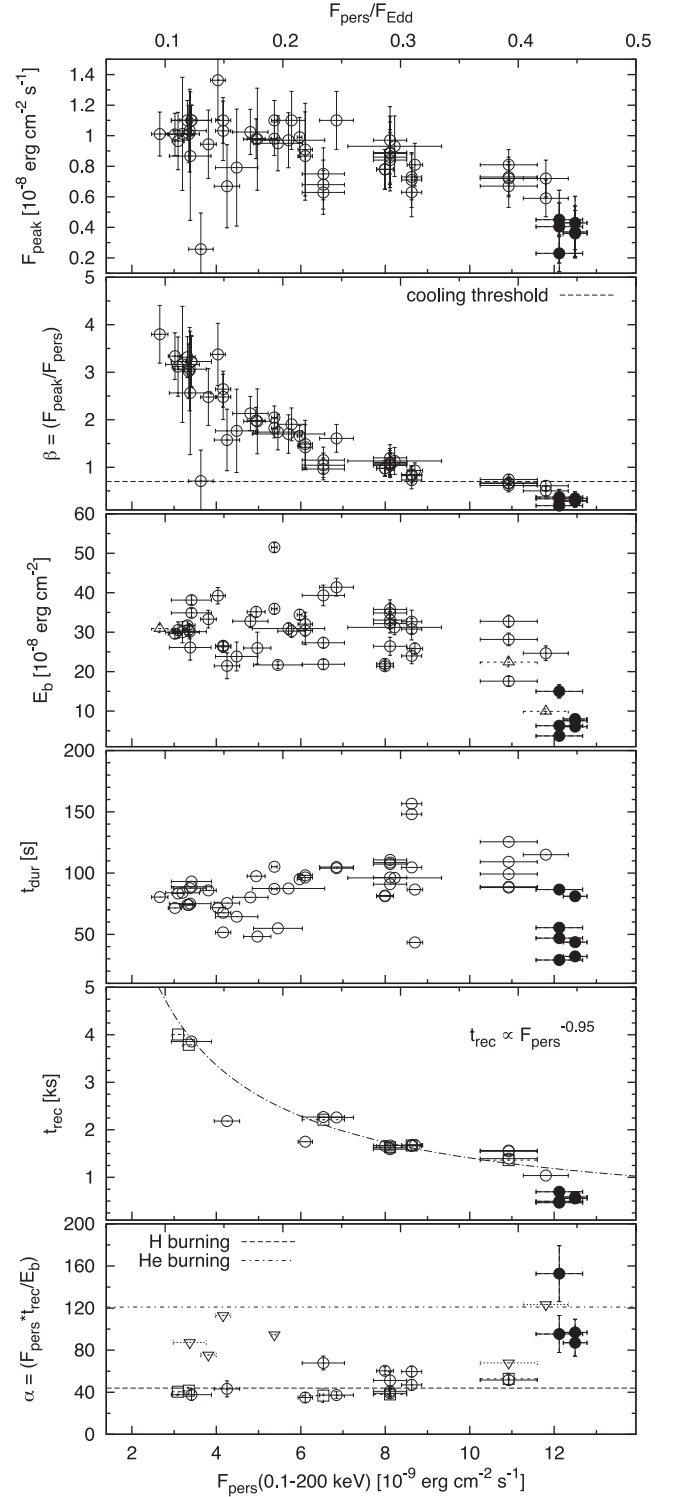 F_pers/F_Edd
0.1 0.2 0.3 0.4 0.5
F_peak [10^-8 erg cm^-2 s^-1]
1.4
1.2
1
0.8
0.6
0.4
0.2
β = (F_peak/F_pers)
cooling threshold
5
4
3
2
1
E_b [10^-8 erg cm^-2]
60
50
40
30
20
10
t_dur [s]
200
150
100
50
t_rec [ks]
t_rec ∝ F_pers^-0.95
5
4
3
2
1
α = (F_pers*t_rec/E_b)
H burning
He burning
200
160
120
80
40
0
2 4 6 8 10 12
F_pers(0.1-200 keV) [10^-9 erg cm^-2 s^-1]